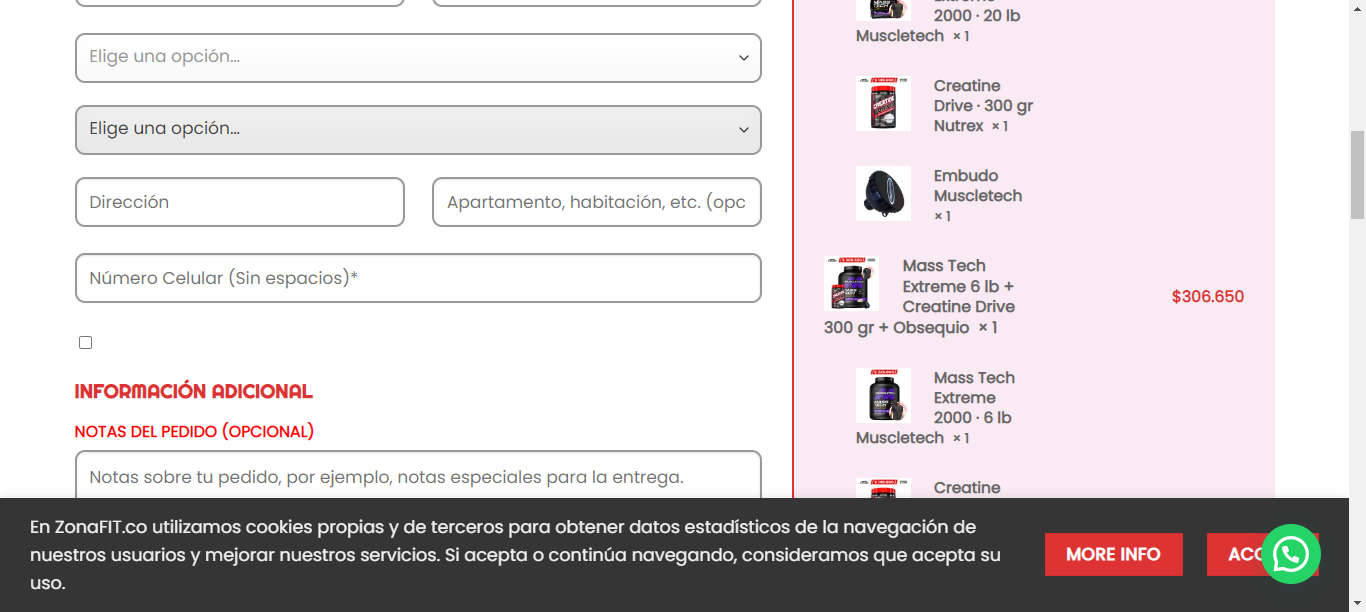 Elige una opción...
Elige una opción...
Dirección
Apartamento, habitación, etc. (opc
Número Celular (Sin espacios)*
INFORMACIÓN ADICIONAL
NOTAS DEL PEDIDO (OPCIONAL)
Notas sobre tu pedido, por ejemplo, notas especiales para la entrega.
2000 · 20 lb
Muscletech × 1
Creatine
Drive · 300 gr
Nutrex × 1
Embudo
Muscletech
× 1
Mass Tech
Extreme 6 lb +
Creatine Drive
300 gr + Obsequio × 1
$306.650
Mass Tech
Extreme
2000 · 6 lb
Muscletech × 1
Creatine
En ZonaFIT.co utilizamos cookies propias y de terceros para obtener datos estadísticos de la navegación de
nuestros usuarios y mejorar nuestros servicios. Si acepta o continúa navegando, consideramos que acepta su
uso.
MORE INFO